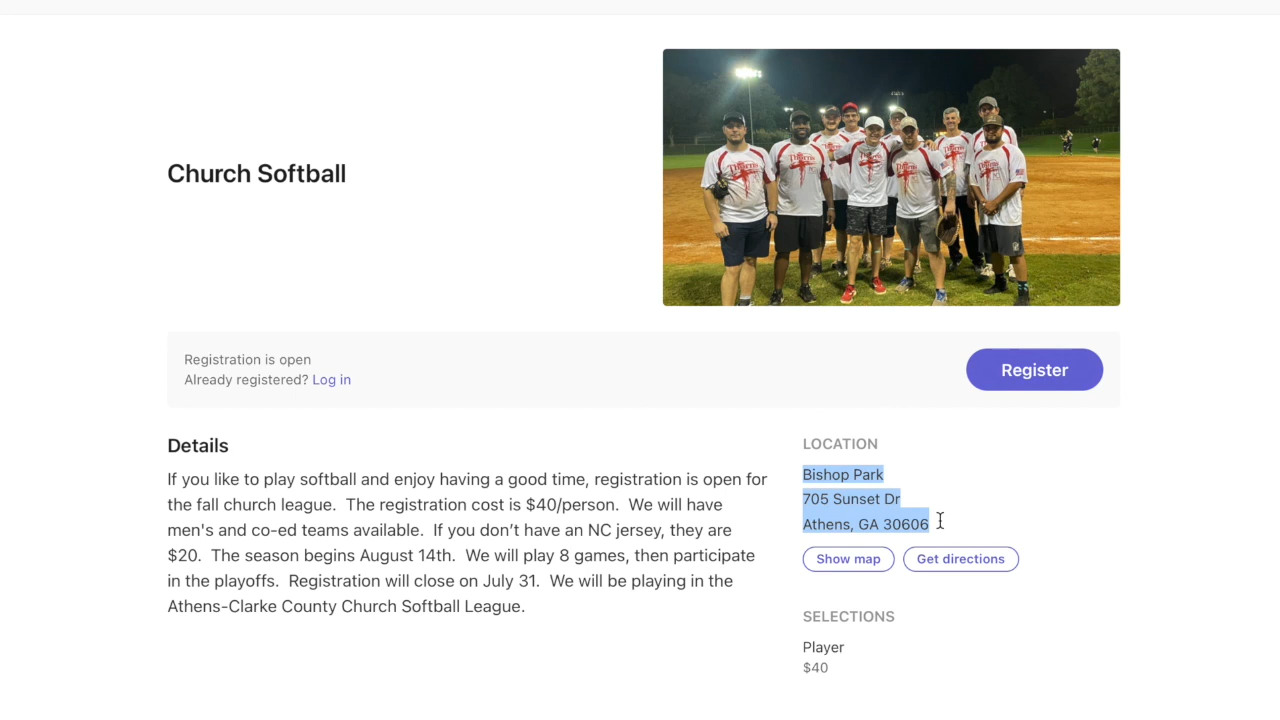 Church Softball
Registration is open
Already registered? Log in
Register
Details
If you like to play softball and enjoy having a good time, registration is open for
the fall church league.  The registration cost is $40/person.  We will have
men's and co-ed teams available.  If you don’t have an NC jersey, they are
$20.  The season begins August 14th.  We will play 8 games, then participate
in the playoffs.  Registration will close on July 31.  We will be playing in the
Athens-Clarke County Church Softball League.
LOCATION
Bishop Park
705 Sunset Dr
Athens, GA 30606
Show map
Get directions
SELECTIONS
Player
$40